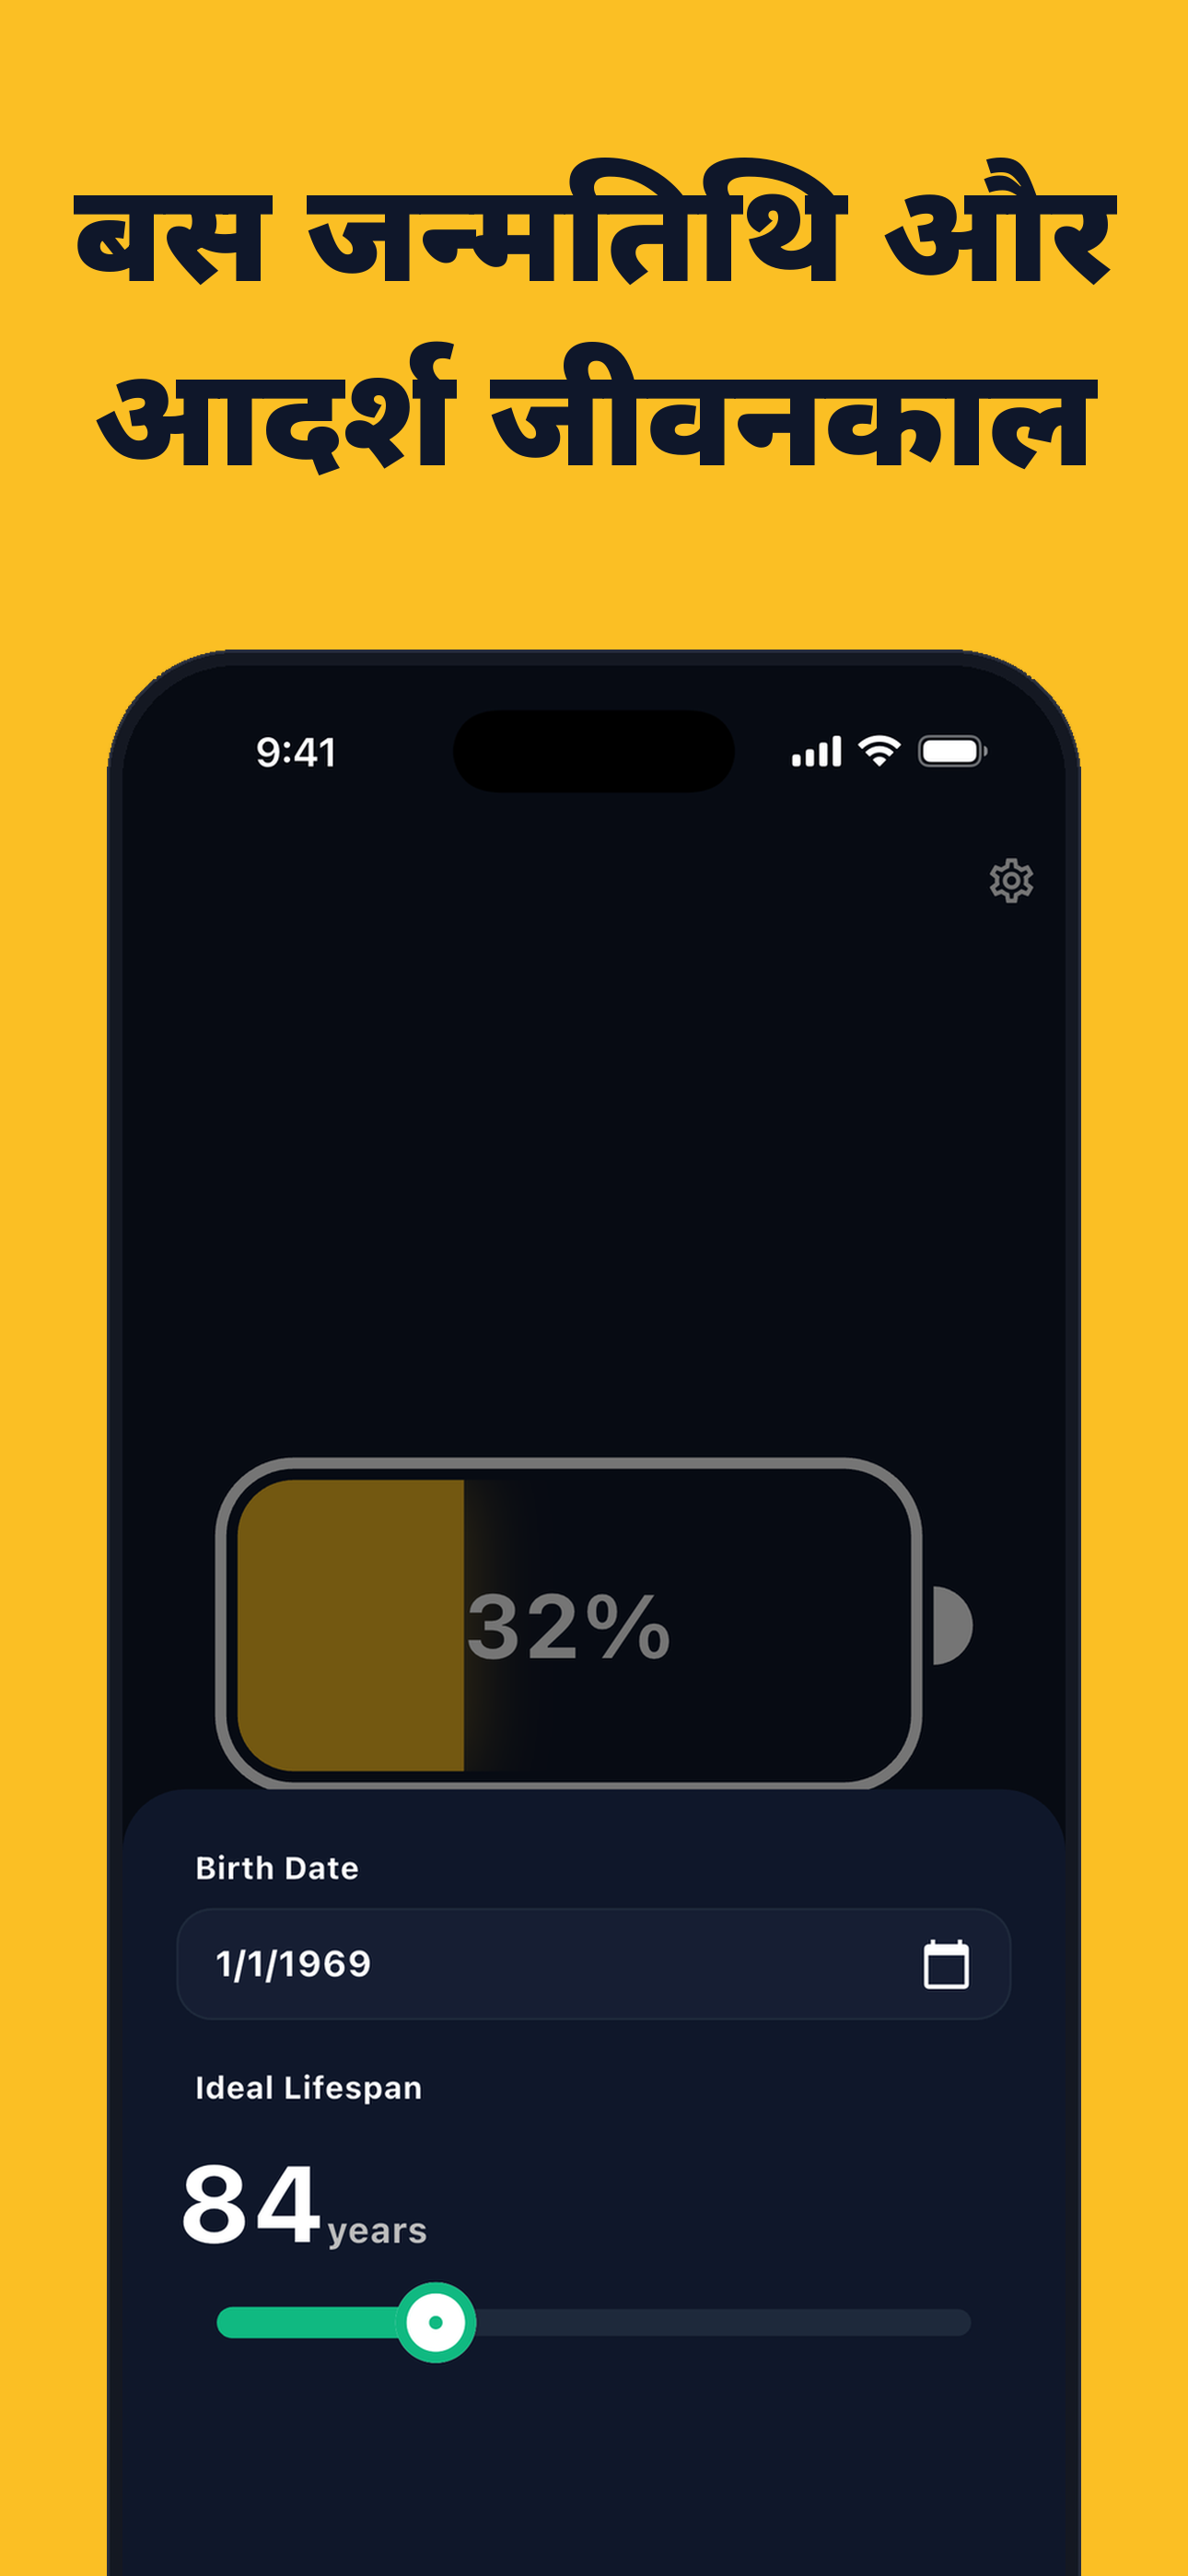 बस जन्मतिथि और
आदर्श जीवनकाल
9:41
32%
Birth Date
1/1/1969
Ideal Lifespan
84 years